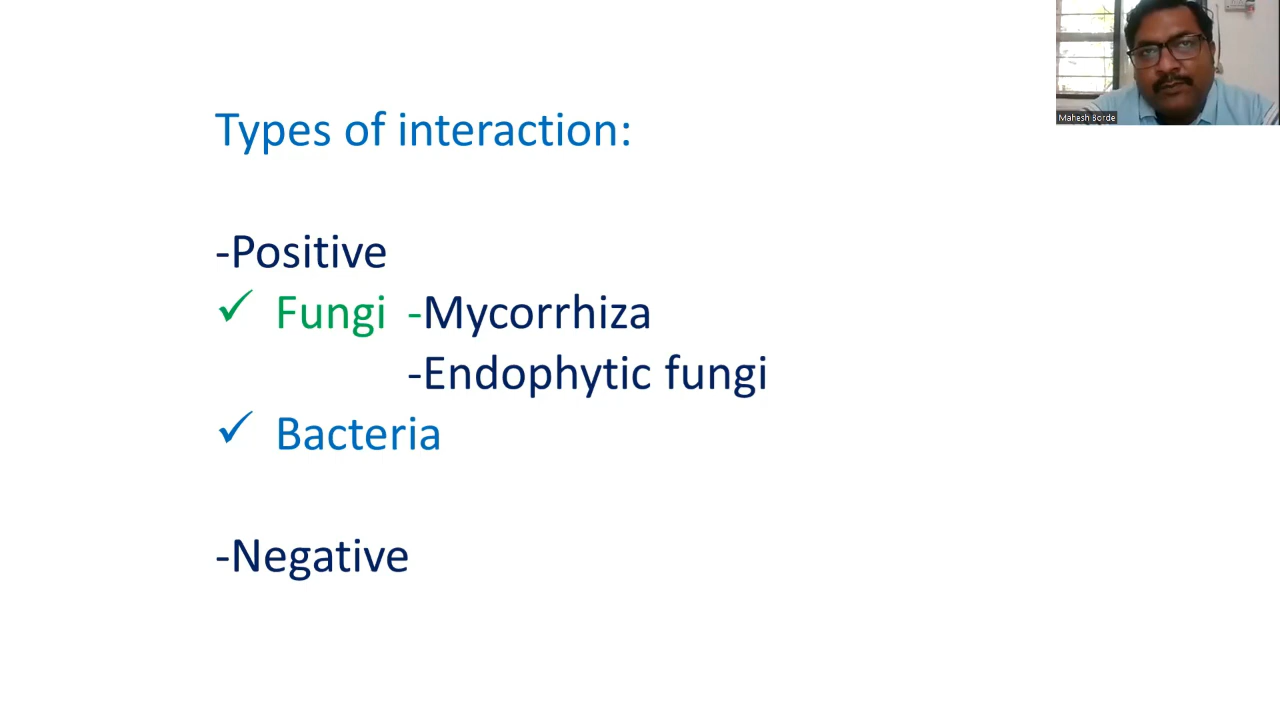 Types of interaction:
-Positive
✓ Fungi -Mycorrhiza
-Endophytic fungi
✓ Bacteria
-Negative
Mahesh Borde